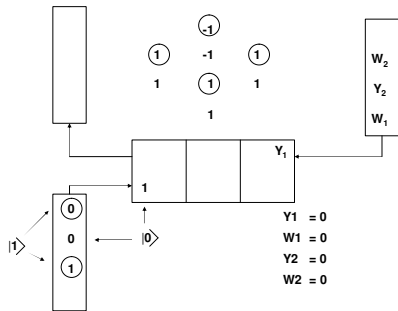 -1
1 -1 1
1 1 1
1
W2
Y2
W1
Y1
1
0
0
1
|1⟩
|0⟩
Y1 = 0
W1 = 0
Y2 = 0
W2 = 0